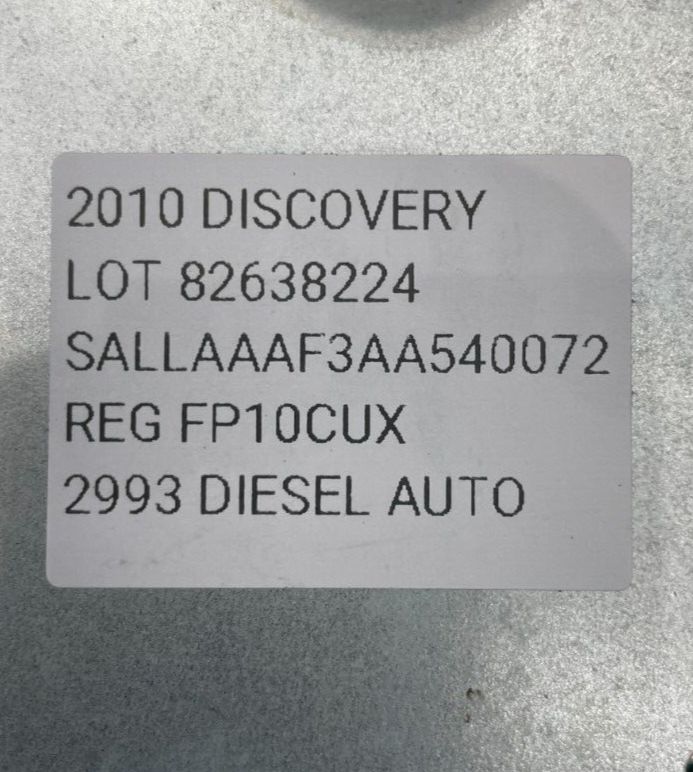 2010 DISCOVERY
LOT 82638224
SALLAAAF3AA540072
REG FP10CUX
2993 DIESEL AUTO